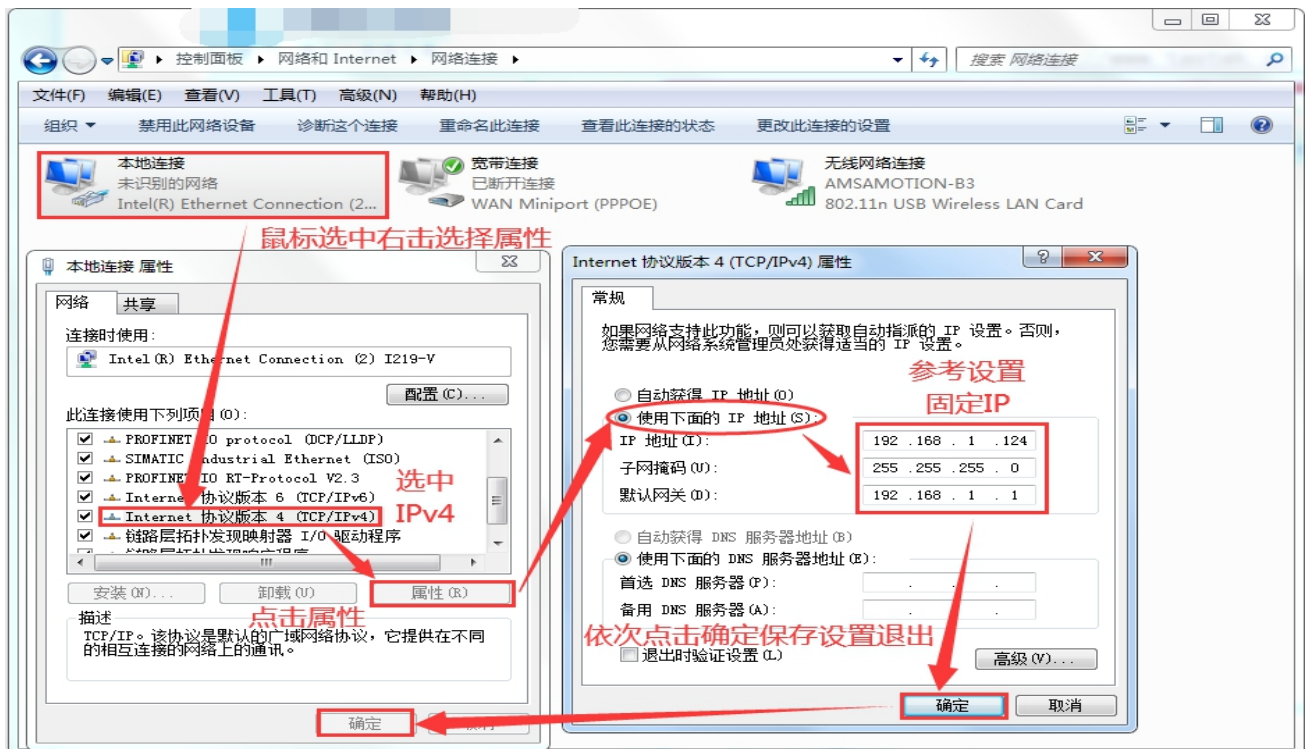 控制面板 ▸ 网络和 Internet ▸ 网络连接 ▸
搜索 网络连接
文件(F) 编辑(E) 查看(V) 工具(T) 高级(N) 帮助(H)
组织 禁用此网络设备 诊断这个连接 重命名此连接 查看此连接的状态 更改此连接的设置
本地连接
未识别的网络
Intel(R) Ethernet Connection (2...
宽带连接
已断开连接
WAN Miniport (PPPOE)
无线网络连接
AMSAMOTION-B3
802.11n USB Wireless LAN Card
鼠标选中右击选择属性
本地连接 属性
网络 共享
连接时使用:
Intel(R) Ethernet Connection (2) I219-V
配置(C)...
此连接使用下列项目(O):
PROFINET IO protocol (DCP/LLDP)
SIMATIC Industrial Ethernet (ISO)
PROFINET IO RT-Protocol V2.3
Internet 协议版本 6 (TCP/IPv6)
Internet 协议版本 4 (TCP/IPv4)
链路层拓扑发现映射器 I/O 驱动程序
选中
IPv4
安装(N)... 卸载(U) 属性(R)
点击属性
描述
TCP/IP。该协议是默认的广域网络协议，它提供在不同
的相互连接的网络上的通讯。
确定
Internet 协议版本 4 (TCP/IPv4) 属性
常规
如果网络支持此功能，则可以获取自动指派的 IP 设置。否则，
您需要从网络系统管理员处获得适当的 IP 设置。
参考设置
固定IP
自动获得 IP 地址(O)
使用下面的 IP 地址(S):
IP 地址(I): 192 .168 . 1 .124
子网掩码(U): 255 .255 .255 . 0
默认网关(D): 192 .168 . 1 . 1
自动获得 DNS 服务器地址(B)
使用下面的 DNS 服务器地址(E):
首选 DNS 服务器(P):
备用 DNS 服务器(A):
依次点击确定保存设置退出
退出时验证设置(L)
高级(V)...
确定 取消